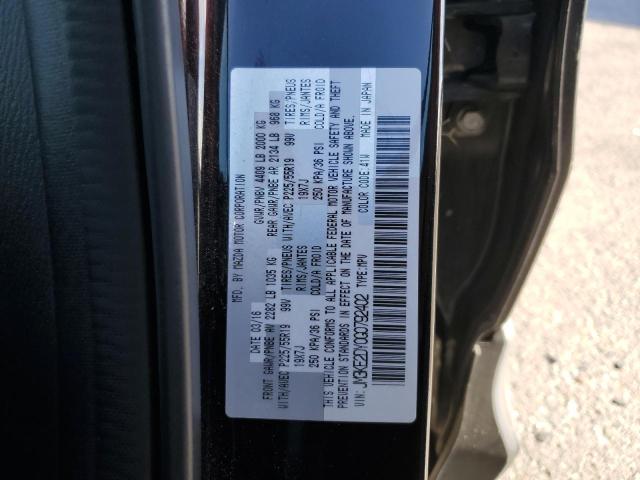 MFD. BY MAZDA MOTOR CORPORATION
DATE 03/16 GVWR/PNBV 4409 LB 2000 KG
FRONT GAWR/PNBE AV 2282 LB 1035 KG REAR GAWR/PNBE AR 2134 LB 968 KG
WITH/AVEC P225/55R19 99V TIRES/PNEUS WITH/AVEC P225/55R19 99V TIRES/PNEUS
19X7J RIMS/JANTES 19X7J RIMS/JANTES
250 KPA/36 PSI COLD/A FROID 250 KPA/36 PSI COLD/A FROID
THIS VEHICLE CONFORMS TO ALL APPLICABLE FEDERAL MOTOR VEHICLE SAFETY AND THEFT
PREVENTION STANDARDS IN EFFECT ON THE DATE OF MANUFACTURE SHOWN ABOVE.
VIN: JM3KE2DY0G0792402 TYPE:MPV COLOR CODE:41W MADE IN JAPAN